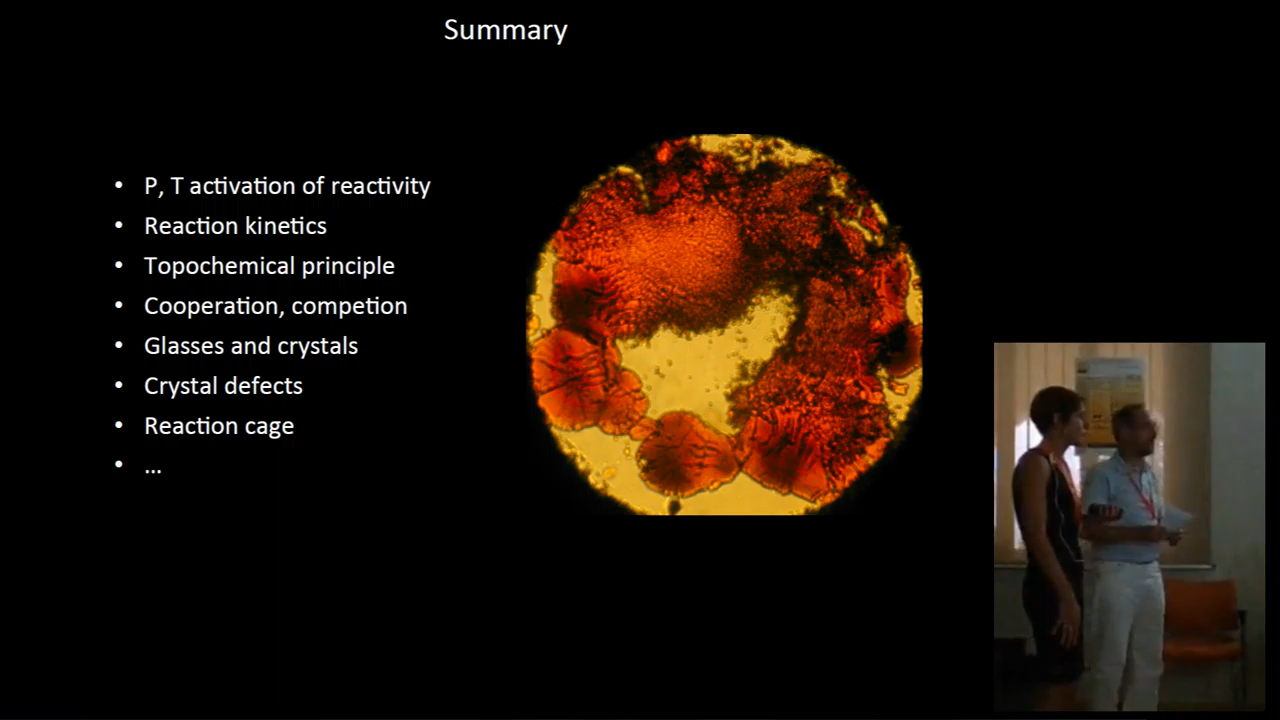 Summary
• P, T activation of reactivity
• Reaction kinetics
• Topochemical principle
• Cooperation, competion
• Glasses and crystals
• Crystal defects
• Reaction cage
• ...